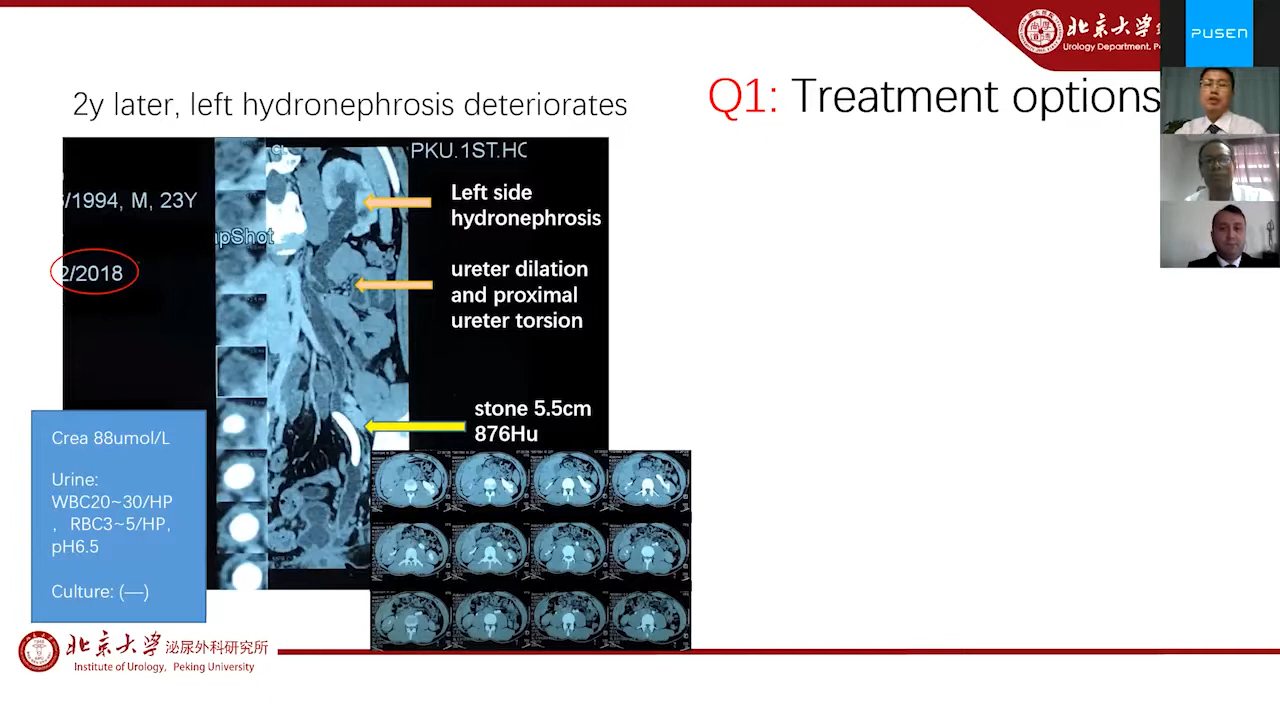 北京大学
Urology Department, Pe
PUSEN
2y later, left hydronephrosis deteriorates
Q1: Treatment options
PKU.1ST.HC
/1994, M, 23Y
apShot
2/2018
Left side
hydronephrosis
ureter dilation
and proximal
ureter torsion
stone 5.5cm
876Hu
Crea 88umol/L
Urine:
WBC20~30/HP
, RBC3~5/HP,
pH6.5
Culture: (—)
北京大学泌尿外科研究所
Institute of Urology, Peking University